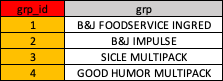 grp_id grp
1 B&J FOODSERVICE INGRED
2 B&J IMPULSE
3 SICLE MULTIPACK
4 GOOD HUMOR MULTIPACK